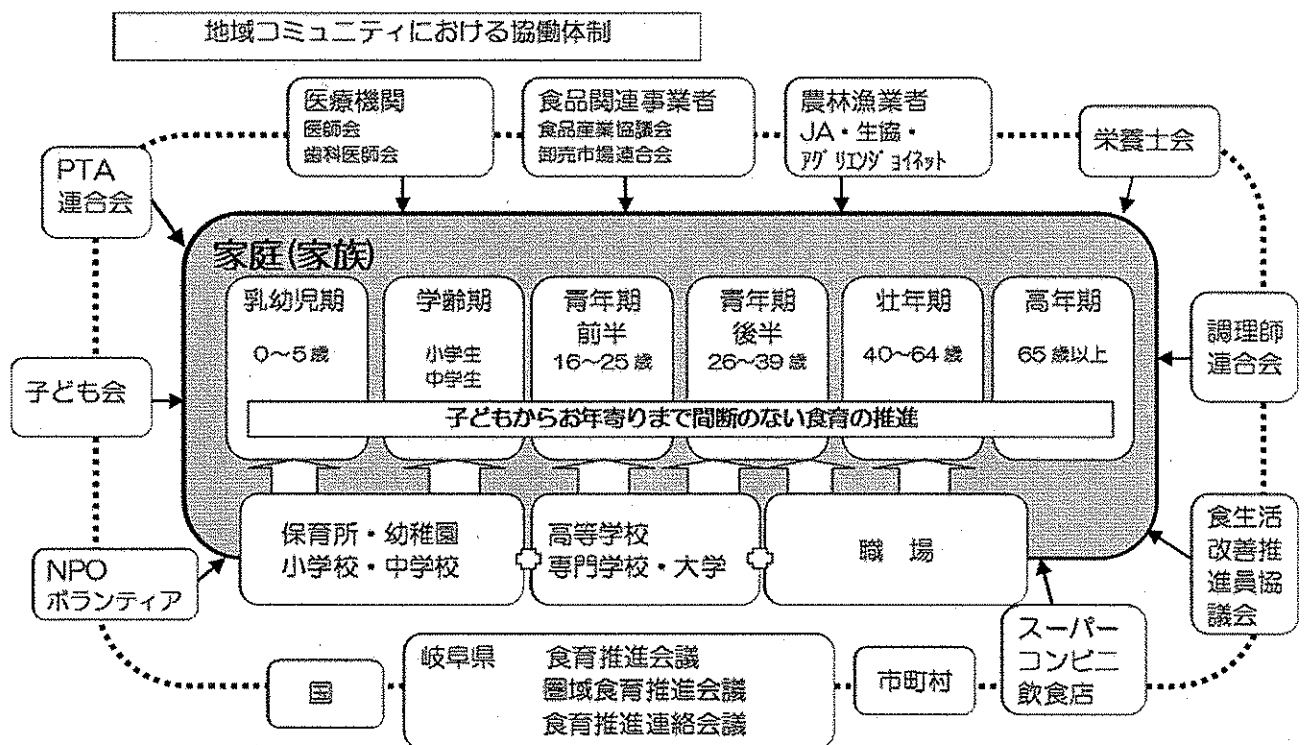 地域コミュニティにおける協働体制
医療機関
医師会
歯科医師会
食品関連事業者
食品産業協議会
卸売市場連合会
農林漁業者
JA・生協・
アグリエンジョイネット
栄養士会
PTA
連合会
家庭(家族)
乳幼児期
0～5歳
学齢期
小学生
中学生
青年期
前半
16～25歳
青年期
後半
26～39歳
壮年期
40～64歳
高年期
65歳以上
調理師
連合会
子ども会
子どもからお年寄りまで間断のない食育の推進
保育所・幼稚園
小学校・中学校
高等学校
専門学校・大学
職 場
食生活
改善推
進員協
議会
NPO
ボランティア
スーパー
コンビニ
飲食店
国
岐阜県 食育推進会議
圏域食育推進会議
食育推進連絡会議
市町村